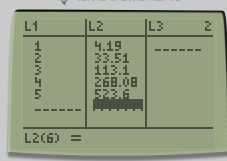 L1 L2 L3 2
1 4.19 ------
2 33.51
3 113.1
4 268.08
5 523.6
------
L2(6) =